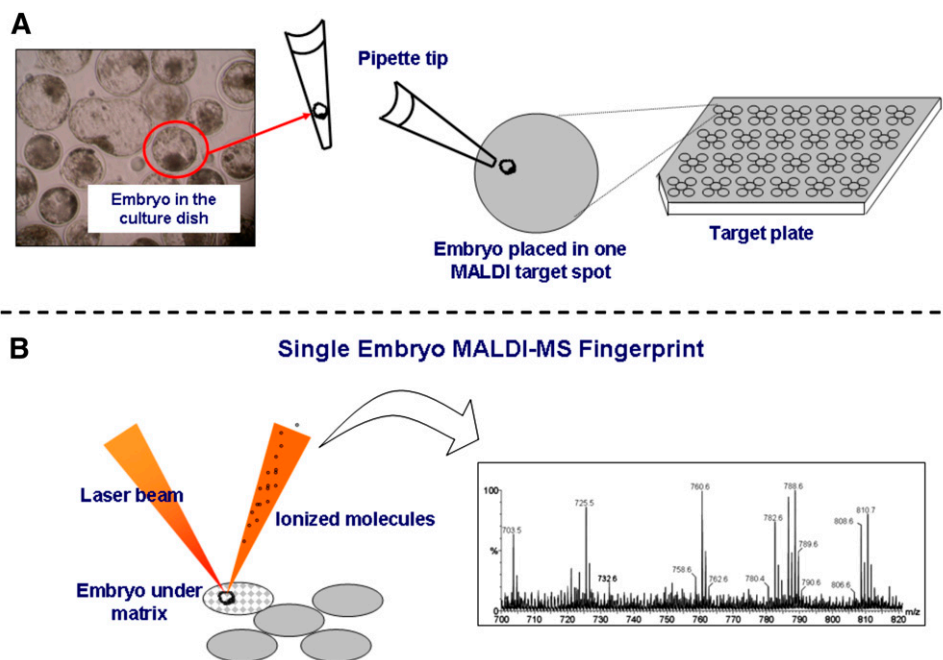 A
Pipette tip
Embryo in the
culture dish
Embryo placed in one
MALDI target spot
Target plate
B
Single Embryo MALDI-MS Fingerprint
Laser beam
Ionized molecules
Embryo under
matrix
100
%
0
703.5
725.5
732.6
758.6
760.6
762.6
780.4
782.6
788.6
789.6
790.6
806.6
808.6
810.7
700 710 720 730 740 750 760 770 780 790 800 810 820 m/z